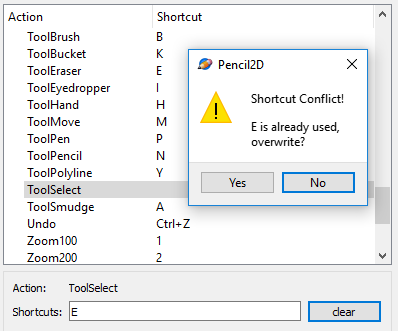 Action Shortcut
ToolBrush B
ToolBucket K
ToolEraser E
ToolEyedropper I
ToolHand H
ToolMove M
ToolPen P
ToolPencil N
ToolPolyline Y
ToolSelect
ToolSmudge A
Undo Ctrl+Z
Zoom100 1
Zoom200 2
Pencil2D
Shortcut Conflict!
E is already used,
overwrite?
Yes No
Action: ToolSelect
Shortcuts: E clear